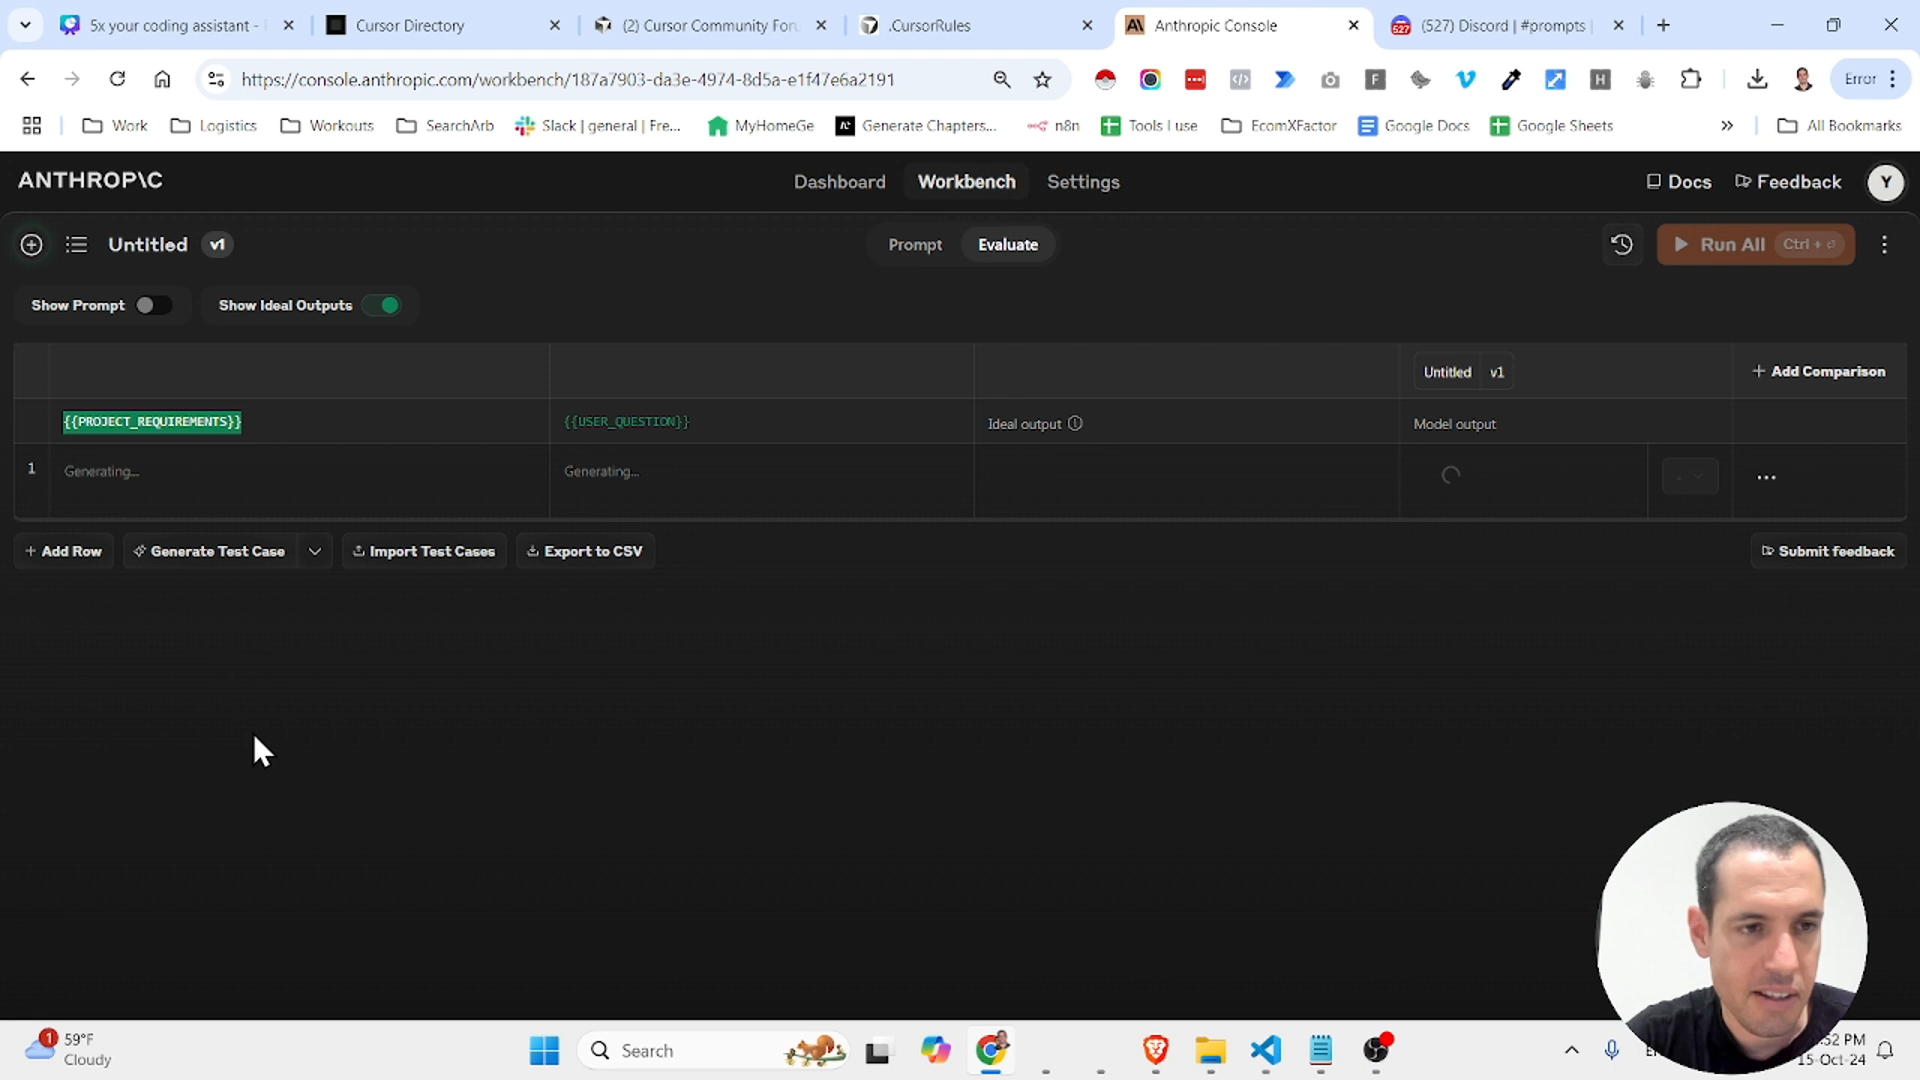 5x your coding assistant -
Cursor Directory
(2) Cursor Community Foru
.CursorRules
Anthropic Console
527
(527) Discord | #prompts |
https://console.anthropic.com/workbench/187a7903-da3e-4974-8d5a-e1f47e6a2191
Error
Work
Logistics
Workouts
SearchArb
Slack | general | Fre...
MyHomeGe
Generate Chapters...
n8n
Tools I use
EcomXFactor
Google Docs
Google Sheets
All Bookmarks
ANTHROP\C
Dashboard
Workbench
Settings
Docs
Feedback
Y
Untitled
v1
Prompt
Evaluate
Run All
Ctrl + ⏎
Show Prompt
Show Ideal Outputs
Untitled
v1
+ Add Comparison
{{PROJECT_REQUIREMENTS}}
{{USER_QUESTION}}
Ideal output
Model output
1
Generating...
Generating...
+ Add Row
Generate Test Case
Import Test Cases
Export to CSV
Submit feedback
1
59°F
Cloudy
Search
:52 PM
15-Oct-24